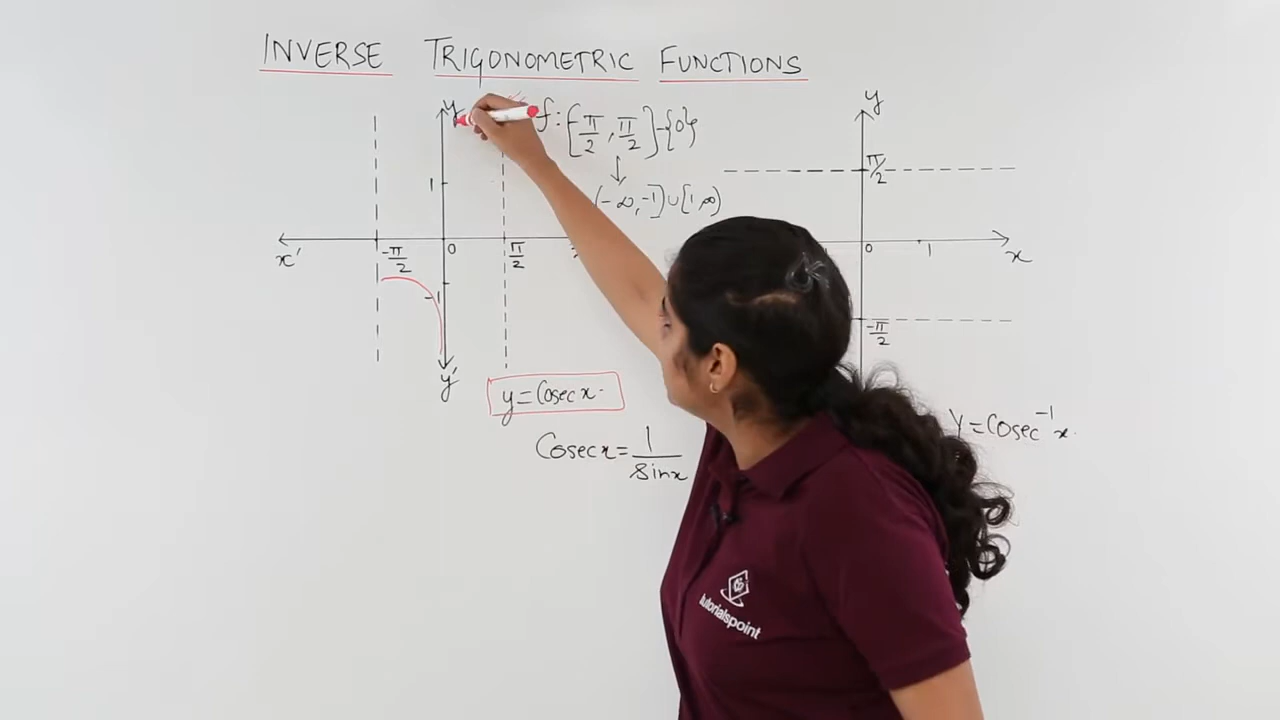 INVERSE TRIGONOMETRIC FUNCTIONS
y
f: [-π/2, π/2]-{0}
↓
(-∞,-1]∪[1,∞)
1
x'
-π/2
0
π/2
-1
y'
y=Cosec x
Cosec x = 1/Sin x
y
π/2
0
1
x
-π/2
y=Cosec⁻¹x.
tutorialspoint